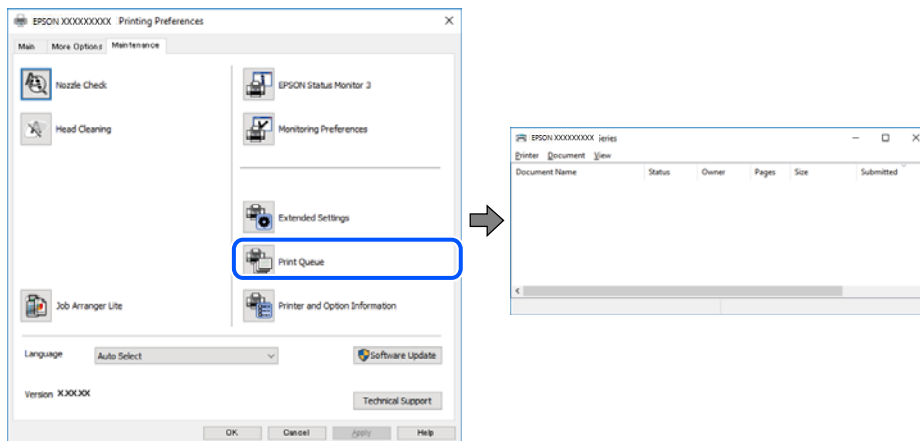 EPSON XXXXXXXXX Printing Preferences
Main More Options Maintenance
Nozzle Check
EPSON Status Monitor 3
Head Cleaning
Monitoring Preferences
Extended Settings
Print Queue
Job Arranger Lite
Printer and Option Information
Language Auto Select Software Update
Version X.XX.XX
Technical Support
OK Cancel Apply Help
EPSON XXXXXXXXXX ieries
Printer Document View
Document Name Status Owner Pages Size Submitted